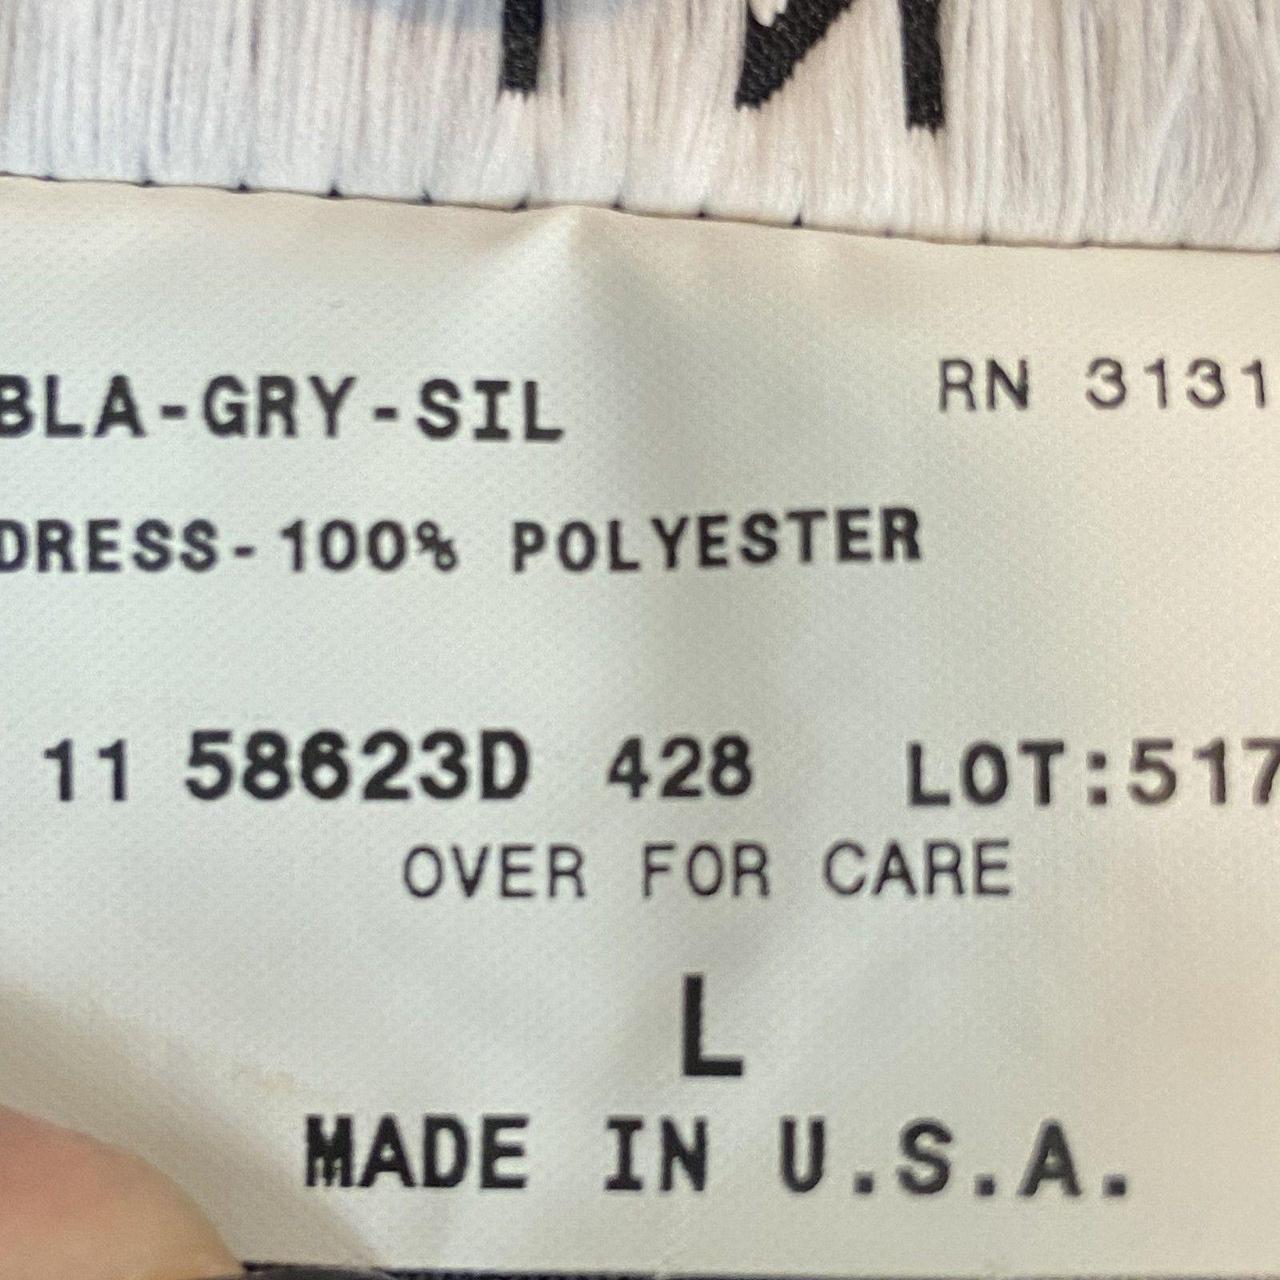 BLA-GRY-SIL RN 3131
DRESS-100% POLYESTER
11 58623D 428 LOT:517
OVER FOR CARE
L
MADE IN U.S.A.